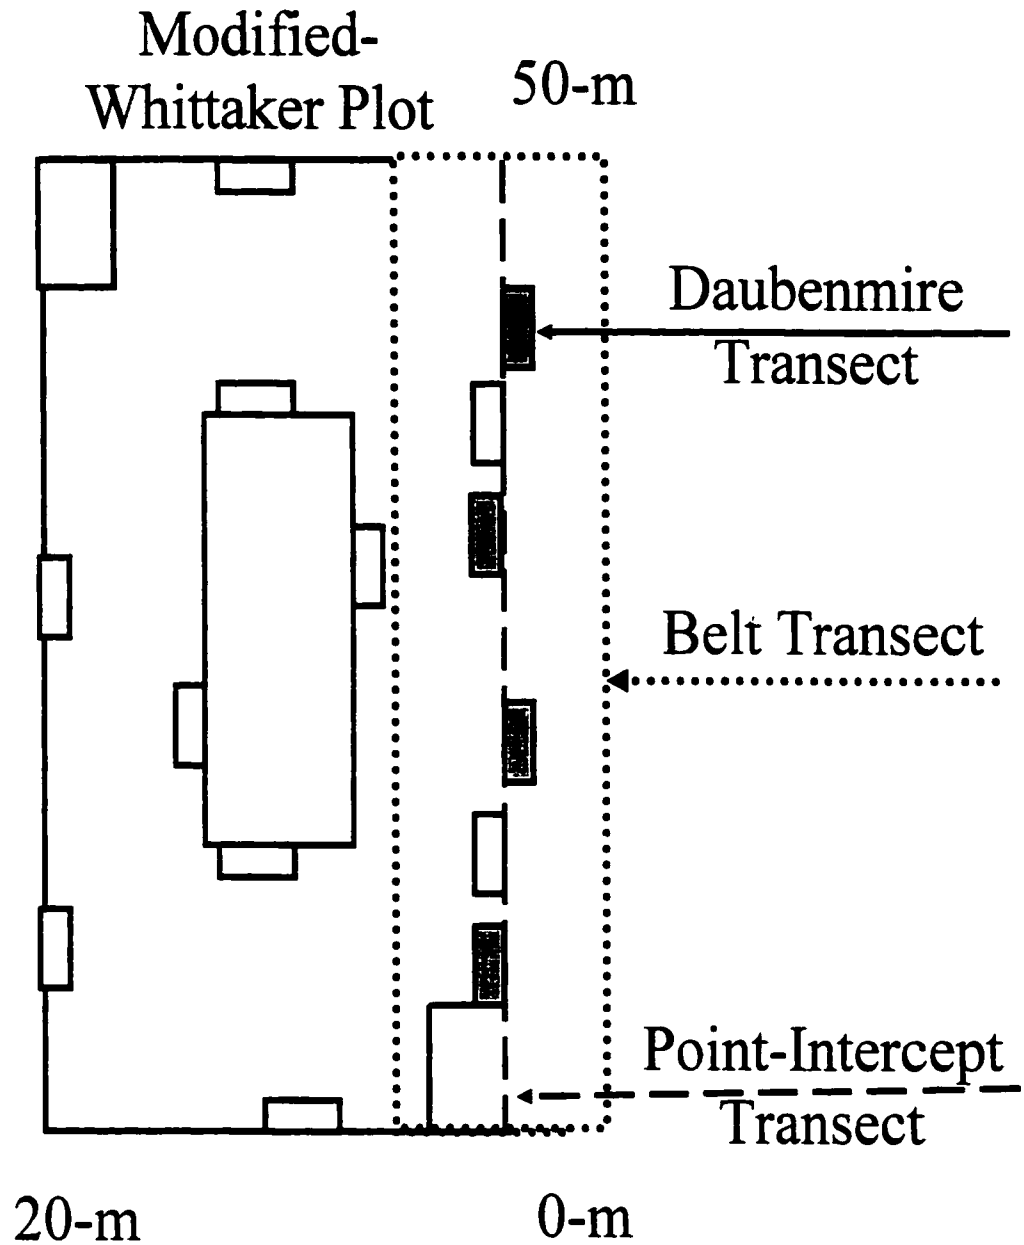 Modified-
Whittaker Plot
50-m
Daubenmire
Transect
Belt Transect
Point-Intercept
Transect
20-m
0-m